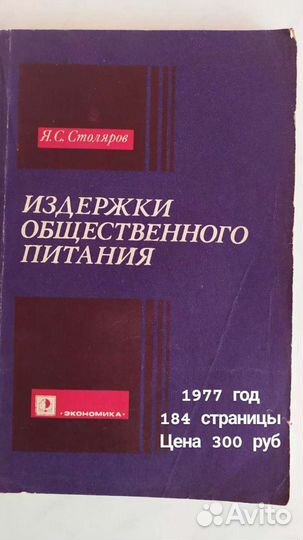 Я. С. Столяров
ИЗДЕРЖКИ
ОБЩЕСТВЕННОГО
ПИТАНИЯ
«ЭКОНОМИКА»
1977 год
184 страницы
Цена 300 руб
Avito